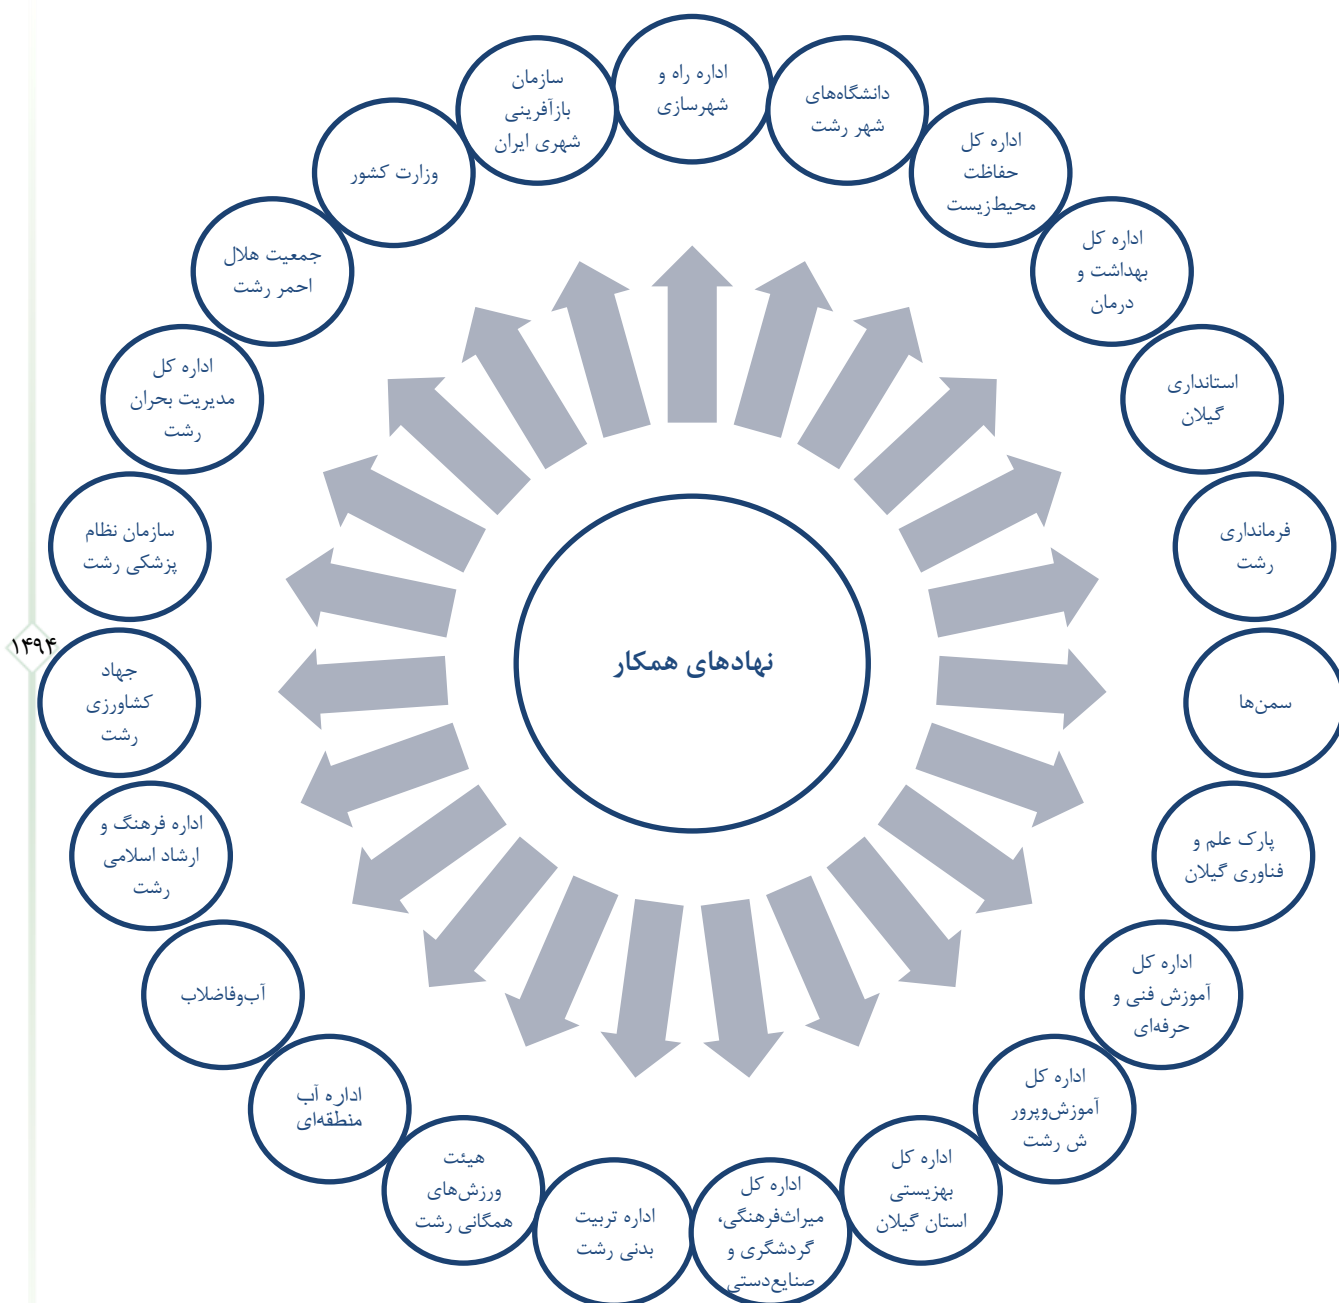 اداره راه و
شهرسازی
دانشگاه‌های
شهر رشت
اداره کل
حفاظت
محیط‌زیست
اداره کل
بهداشت و
درمان
استانداری
گیلان
فرمانداری
رشت
سمن‌ها
پارک علم و
فناوری گیلان
اداره کل
آموزش فنی و
حرفه‌ای
اداره کل
آموزش‌وپرور
ش رشت
اداره کل
بهزیستی
استان گیلان
اداره کل
میراث‌فرهنگی،
گردشگری و
صنایع‌دستی
اداره تربیت
بدنی رشت
هیئت
ورزش‌های
همگانی رشت
اداره آب
منطقه‌ای
آب‌وفاضلاب
اداره فرهنگ و
ارشاد اسلامی
رشت
جهاد
کشاورزی
رشت
سازمان نظام
پزشکی رشت
اداره کل
مدیریت بحران
رشت
جمعیت هلال
احمر رشت
وزارت کشور
سازمان
بازآفرینی
شهری ایران
نهادهای همکار
۱۴۹۴